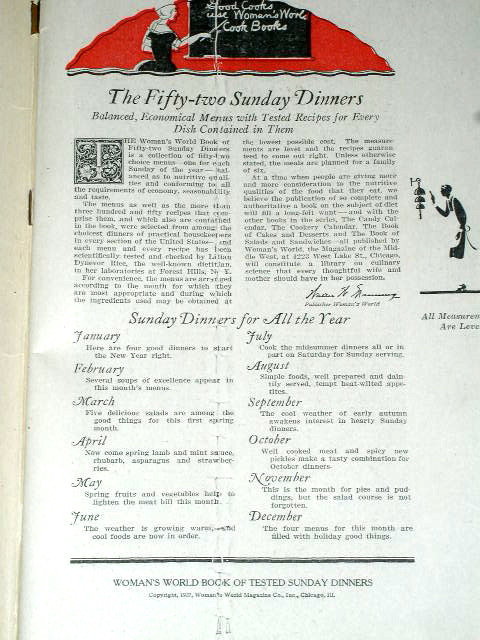 Good Cooks
use Woman's World
Cook Books
The Fifty-two Sunday Dinners
Balanced, Economical Menus with Tested Recipes for Every
Dish Contained in Them
THE Woman's World Book of
Fifty-two Sunday Dinners
is a collection of fifty-two
choice menus—one for each
Sunday of the year—balanced
as to nutritive qualities
and conforming to all
the requirements of economy, seasonability
and taste.
The menus as well as the more than
three hundred and fifty recipes that comprise
them, and which also are contained
in the book, were selected from among the
choicest dinners of practical housekeepers
in every section of the United States—and
each menu and every recipe has been
scientifically tested and checked by Lilian
Dynevor Rice, the well-known dietitian,
in her laboratories at Forest Hills, N. Y.
For convenience, the menus are arranged
according to the month for which they
are most appropriate and during which
the ingredients used may be obtained at
the lowest possible cost. The measurements
are level and the recipes guaranteed
to come out right. Unless otherwise
stated, the meals are planned for a family
of six.
At a time when people are giving more
and more consideration to the nutritive
qualities of the food that they eat, we
believe the publication of so complete and
authoritative a book on the subject of diet
will fill a long-felt want—and with the
other books in the series, The Candy Calendar,
The Cookery Calendar, The Book
of Cakes and Desserts and The Book of
Salads and Sandwiches—all published by
Woman's World, the Magazine of the Middle
West, at 4223 West Lake St., Chicago,
will constitute a library on culinary
science that every thoughtful wife and
mother should have in her possession.
Publisher Woman's World
All Measurem
Are Leve
Sunday Dinners for All the Year
January
Here are four good dinners to start
the New Year right.
February
Several soups of excellence appear in
this month's menus.
March
Five delicious salads are among the
good things for this first spring
month.
April
Now come spring lamb and mint sauce,
rhubarb, asparagus and strawberries.
May
Spring fruits and vegetables help to
lighten the meat bill this month.
June
The weather is growing warm, and
cool foods are now in order.
July
Cook the midsummer dinners all or in
part on Saturday for Sunday serving.
August
Simple foods, well prepared and daintily
served, tempt heat-wilted appetites.
September
The cool weather of early autumn
awakens interest in hearty Sunday
dinners.
October
Well cooked meat and spicy new
pickles make a tasty combination for
October dinners.
November
This is the month for pies and puddings,
but the salad course is not
forgotten.
December
The four menus for this month are
filled with holiday good things.
WOMAN'S WORLD BOOK OF TESTED SUNDAY DINNERS
Copyright, 1927, Woman's World Magazine Co., Inc., Chicago, Ill.